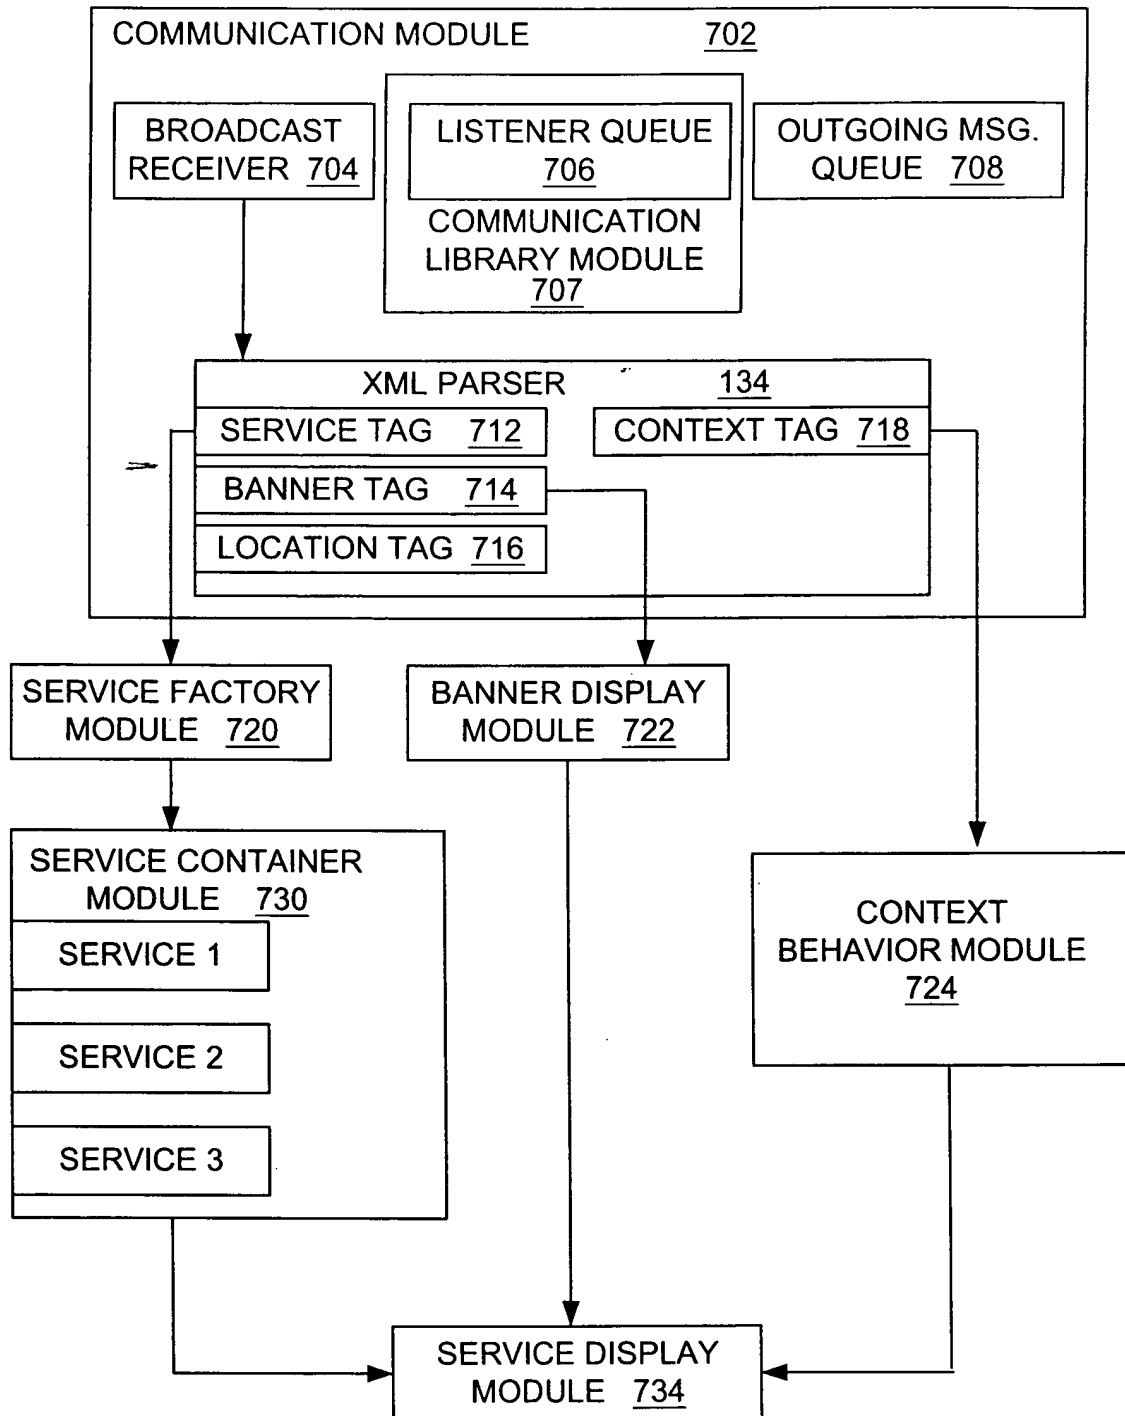 COMMUNICATION MODULE 702
BROADCAST
RECEIVER 704
LISTENER QUEUE
706
COMMUNICATION
LIBRARY MODULE
707
OUTGOING MSG.
QUEUE 708
XML PARSER 134
SERVICE TAG 712
CONTEXT TAG 718
BANNER TAG 714
LOCATION TAG 716
SERVICE FACTORY
MODULE 720
BANNER DISPLAY
MODULE 722
SERVICE CONTAINER
MODULE 730
SERVICE 1
SERVICE 2
SERVICE 3
CONTEXT
BEHAVIOR MODULE
724
SERVICE DISPLAY
MODULE 734